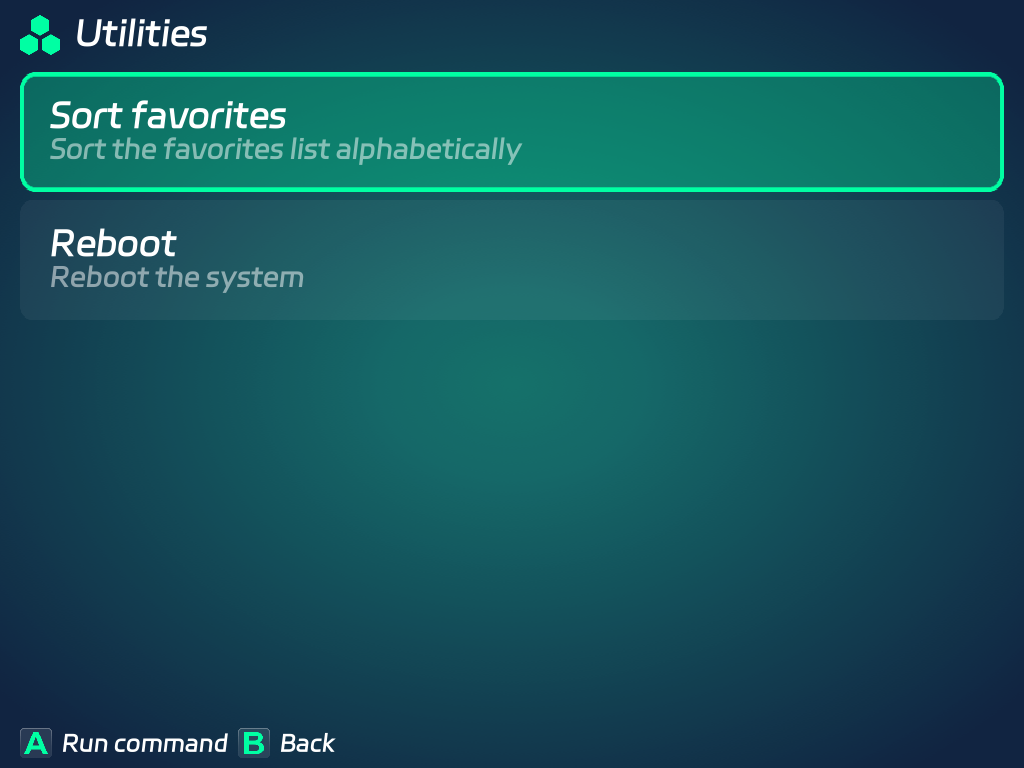 Utilities
Sort favorites
Sort the favorites list alphabetically
Reboot
Reboot the system
A Run command B Back